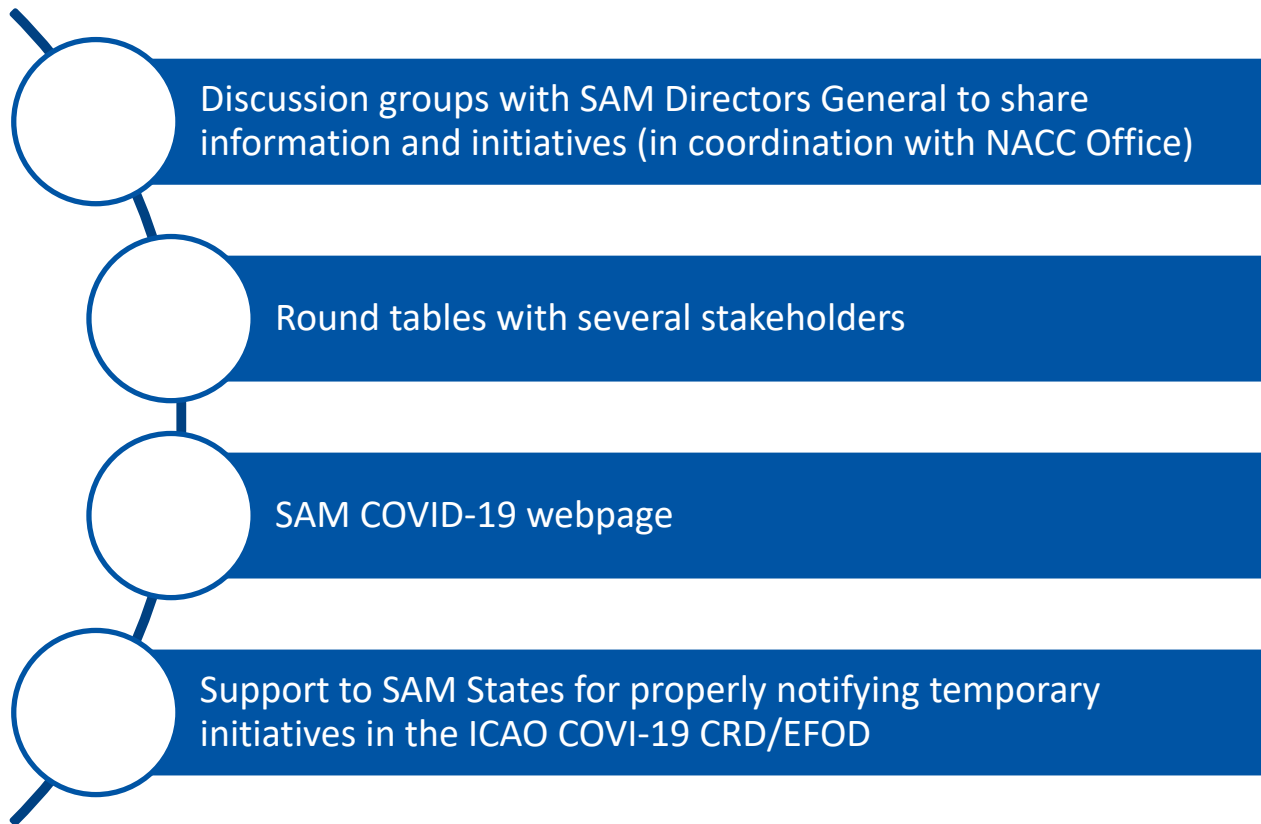 Discussion groups with SAM Directors General to share
information and initiatives (in coordination with NACC Office)
Round tables with several stakeholders
SAM COVID-19 webpage
Support to SAM States for properly notifying temporary
initiatives in the ICAO COVI-19 CRD/EFOD